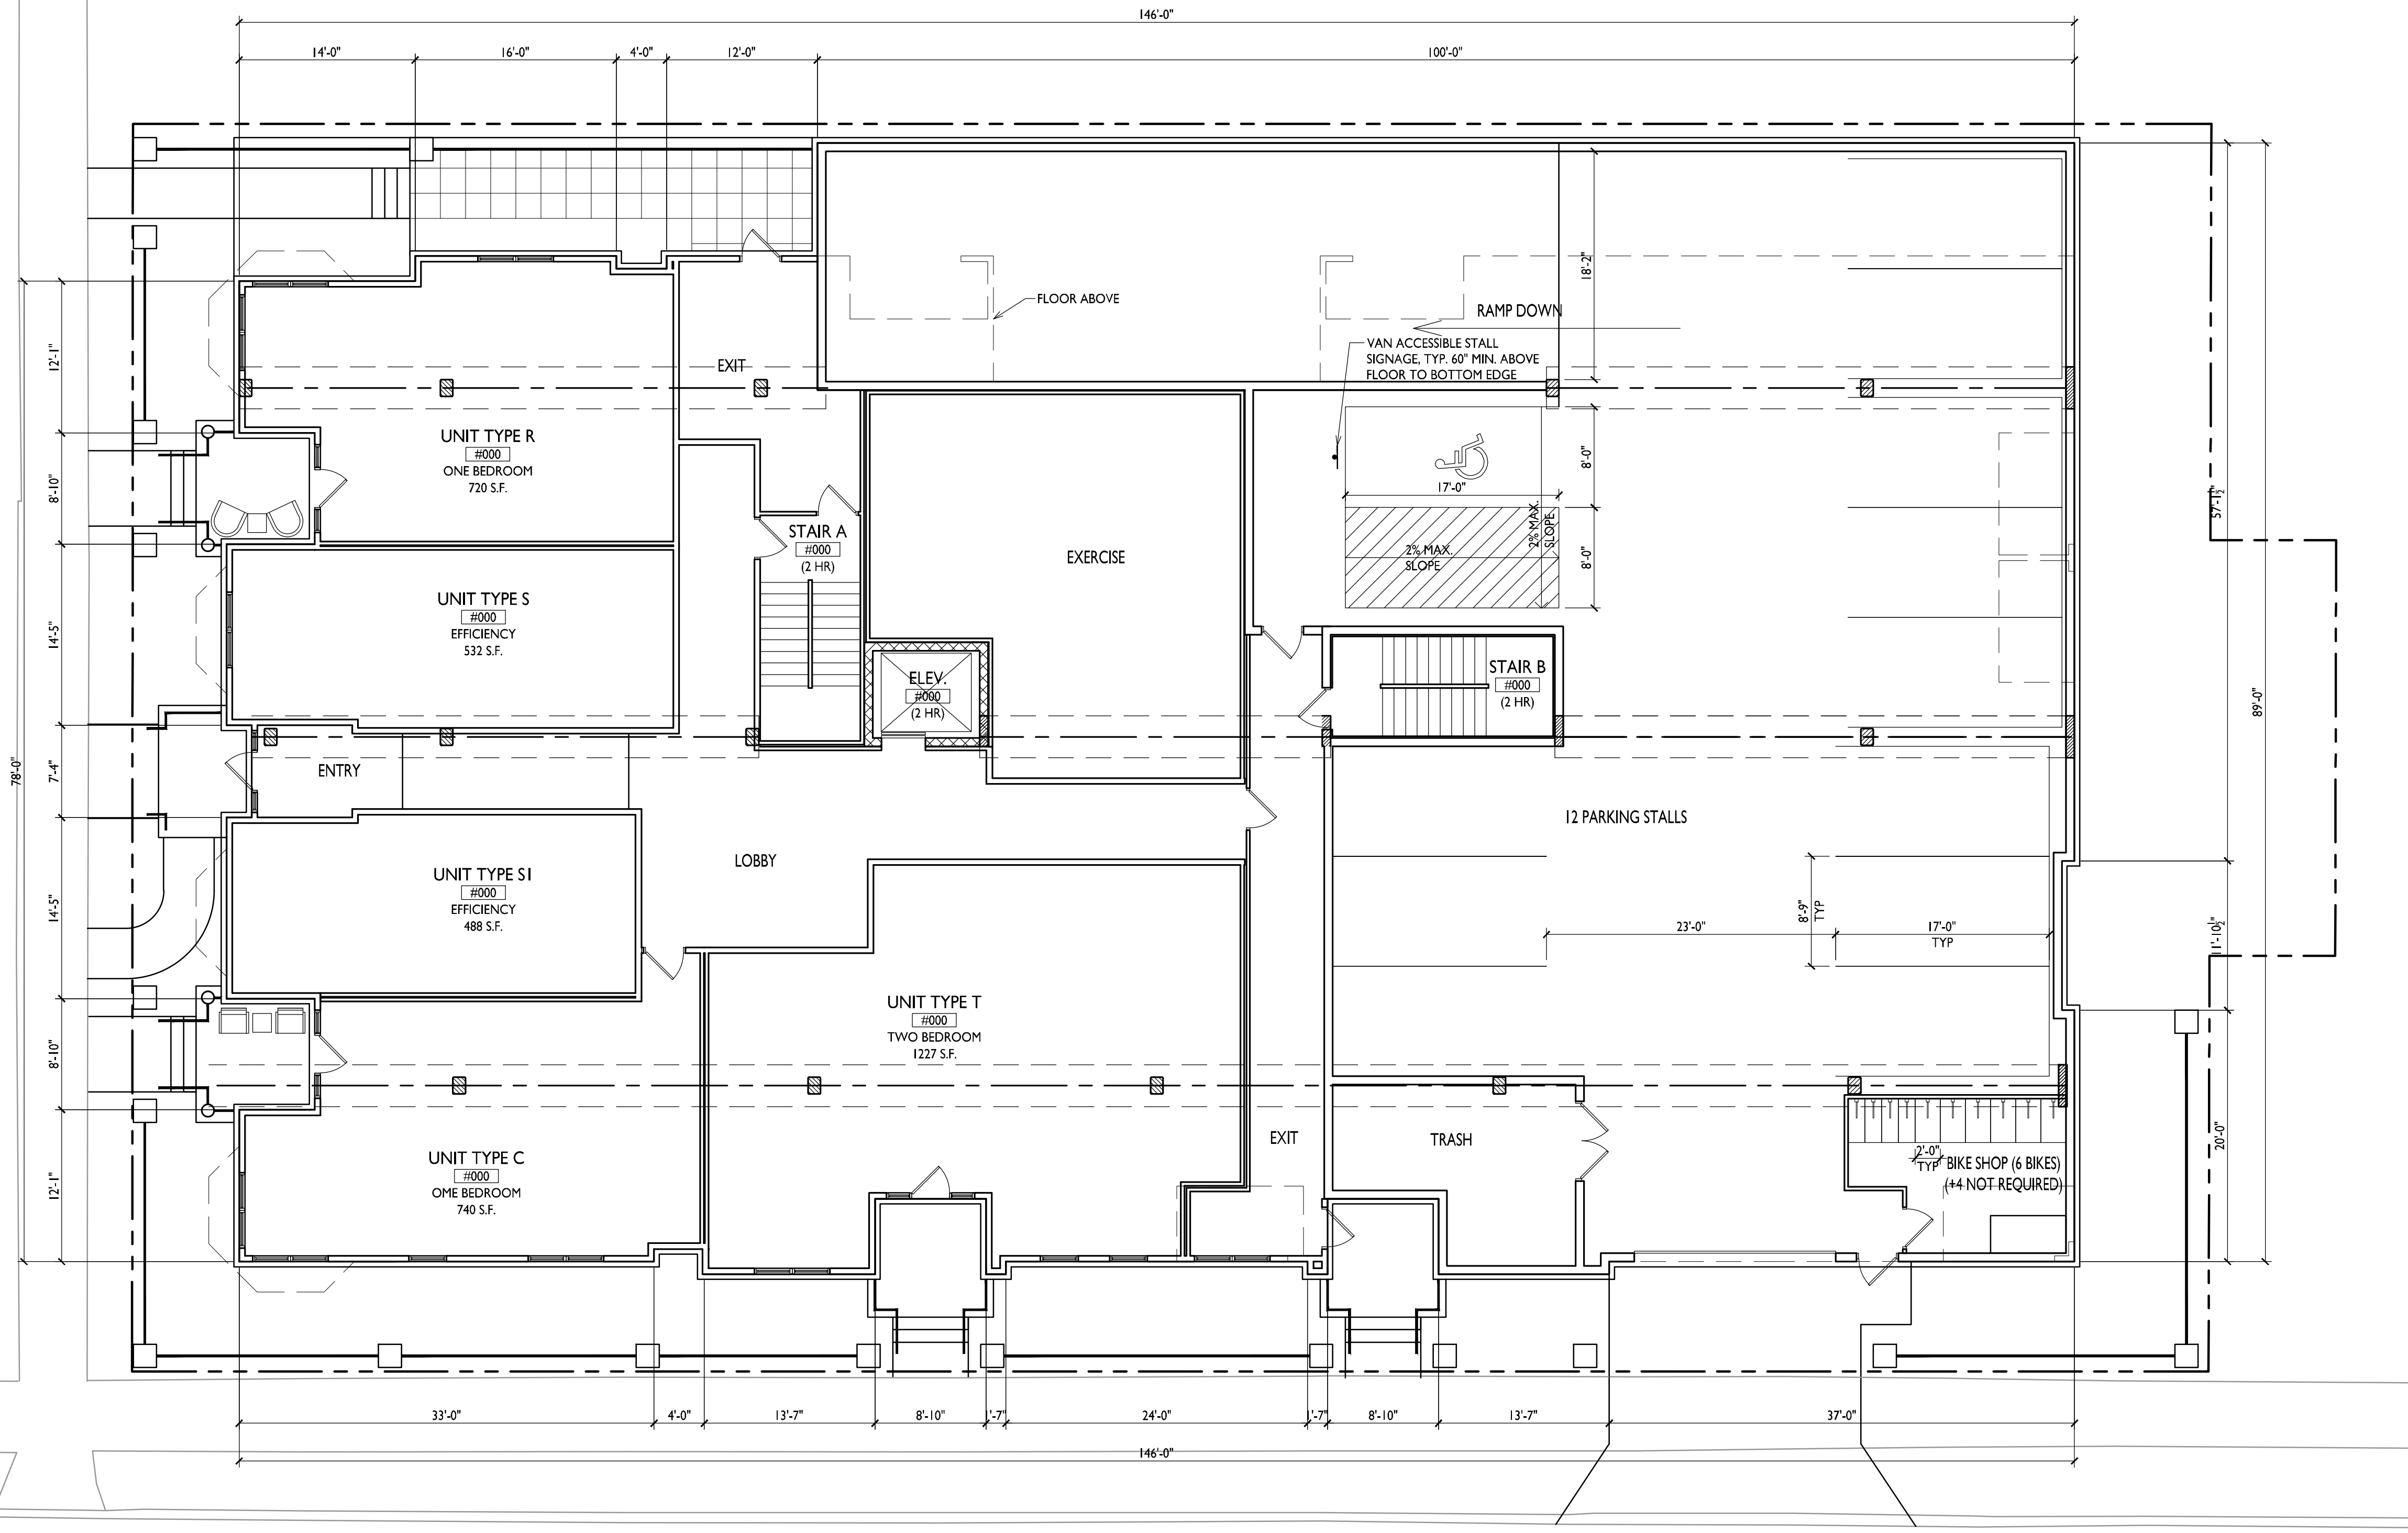 146'-0"
14'-0"
16'-0"
4'-0"
12'-0"
100'-0"
18'-2"
FLOOR ABOVE
RAMP DOWN
VAN ACCESSIBLE STALL
SIGNAGE, TYP. 60" MIN. ABOVE
FLOOR TO BOTTOM EDGE
12'-1"
EXIT
UNIT TYPE R
#000
ONE BEDROOM
720 S.F.
8'-10"
8'-0"
17'-0"
57'-1 1/2"
STAIR A
#000
(2 HR)
EXERCISE
2% MAX.
SLOPE
2% MAX.
SLOPE
8'-0"
UNIT TYPE S
#000
EFFICIENCY
532 S.F.
14'-5"
ELEV.
#000
(2 HR)
STAIR B
#000
(2 HR)
89'-0"
78'-0"
7'-4"
ENTRY
12 PARKING STALLS
LOBBY
UNIT TYPE S1
#000
EFFICIENCY
488 S.F.
14'-5"
8'-9"
TYP
23'-0"
17'-0"
TYP
11'-10 1/2"
UNIT TYPE T
#000
TWO BEDROOM
1227 S.F.
8'-10"
EXIT
TRASH
2'-0"
TYP
BIKE SHOP (6 BIKES)
(+4 NOT REQUIRED)
20'-0"
UNIT TYPE C
#000
OME BEDROOM
740 S.F.
12'-1"
33'-0"
4'-0"
13'-7"
8'-10"
1'-7"
24'-0"
1'-7"
8'-10"
13'-7"
37'-0"
146'-0"